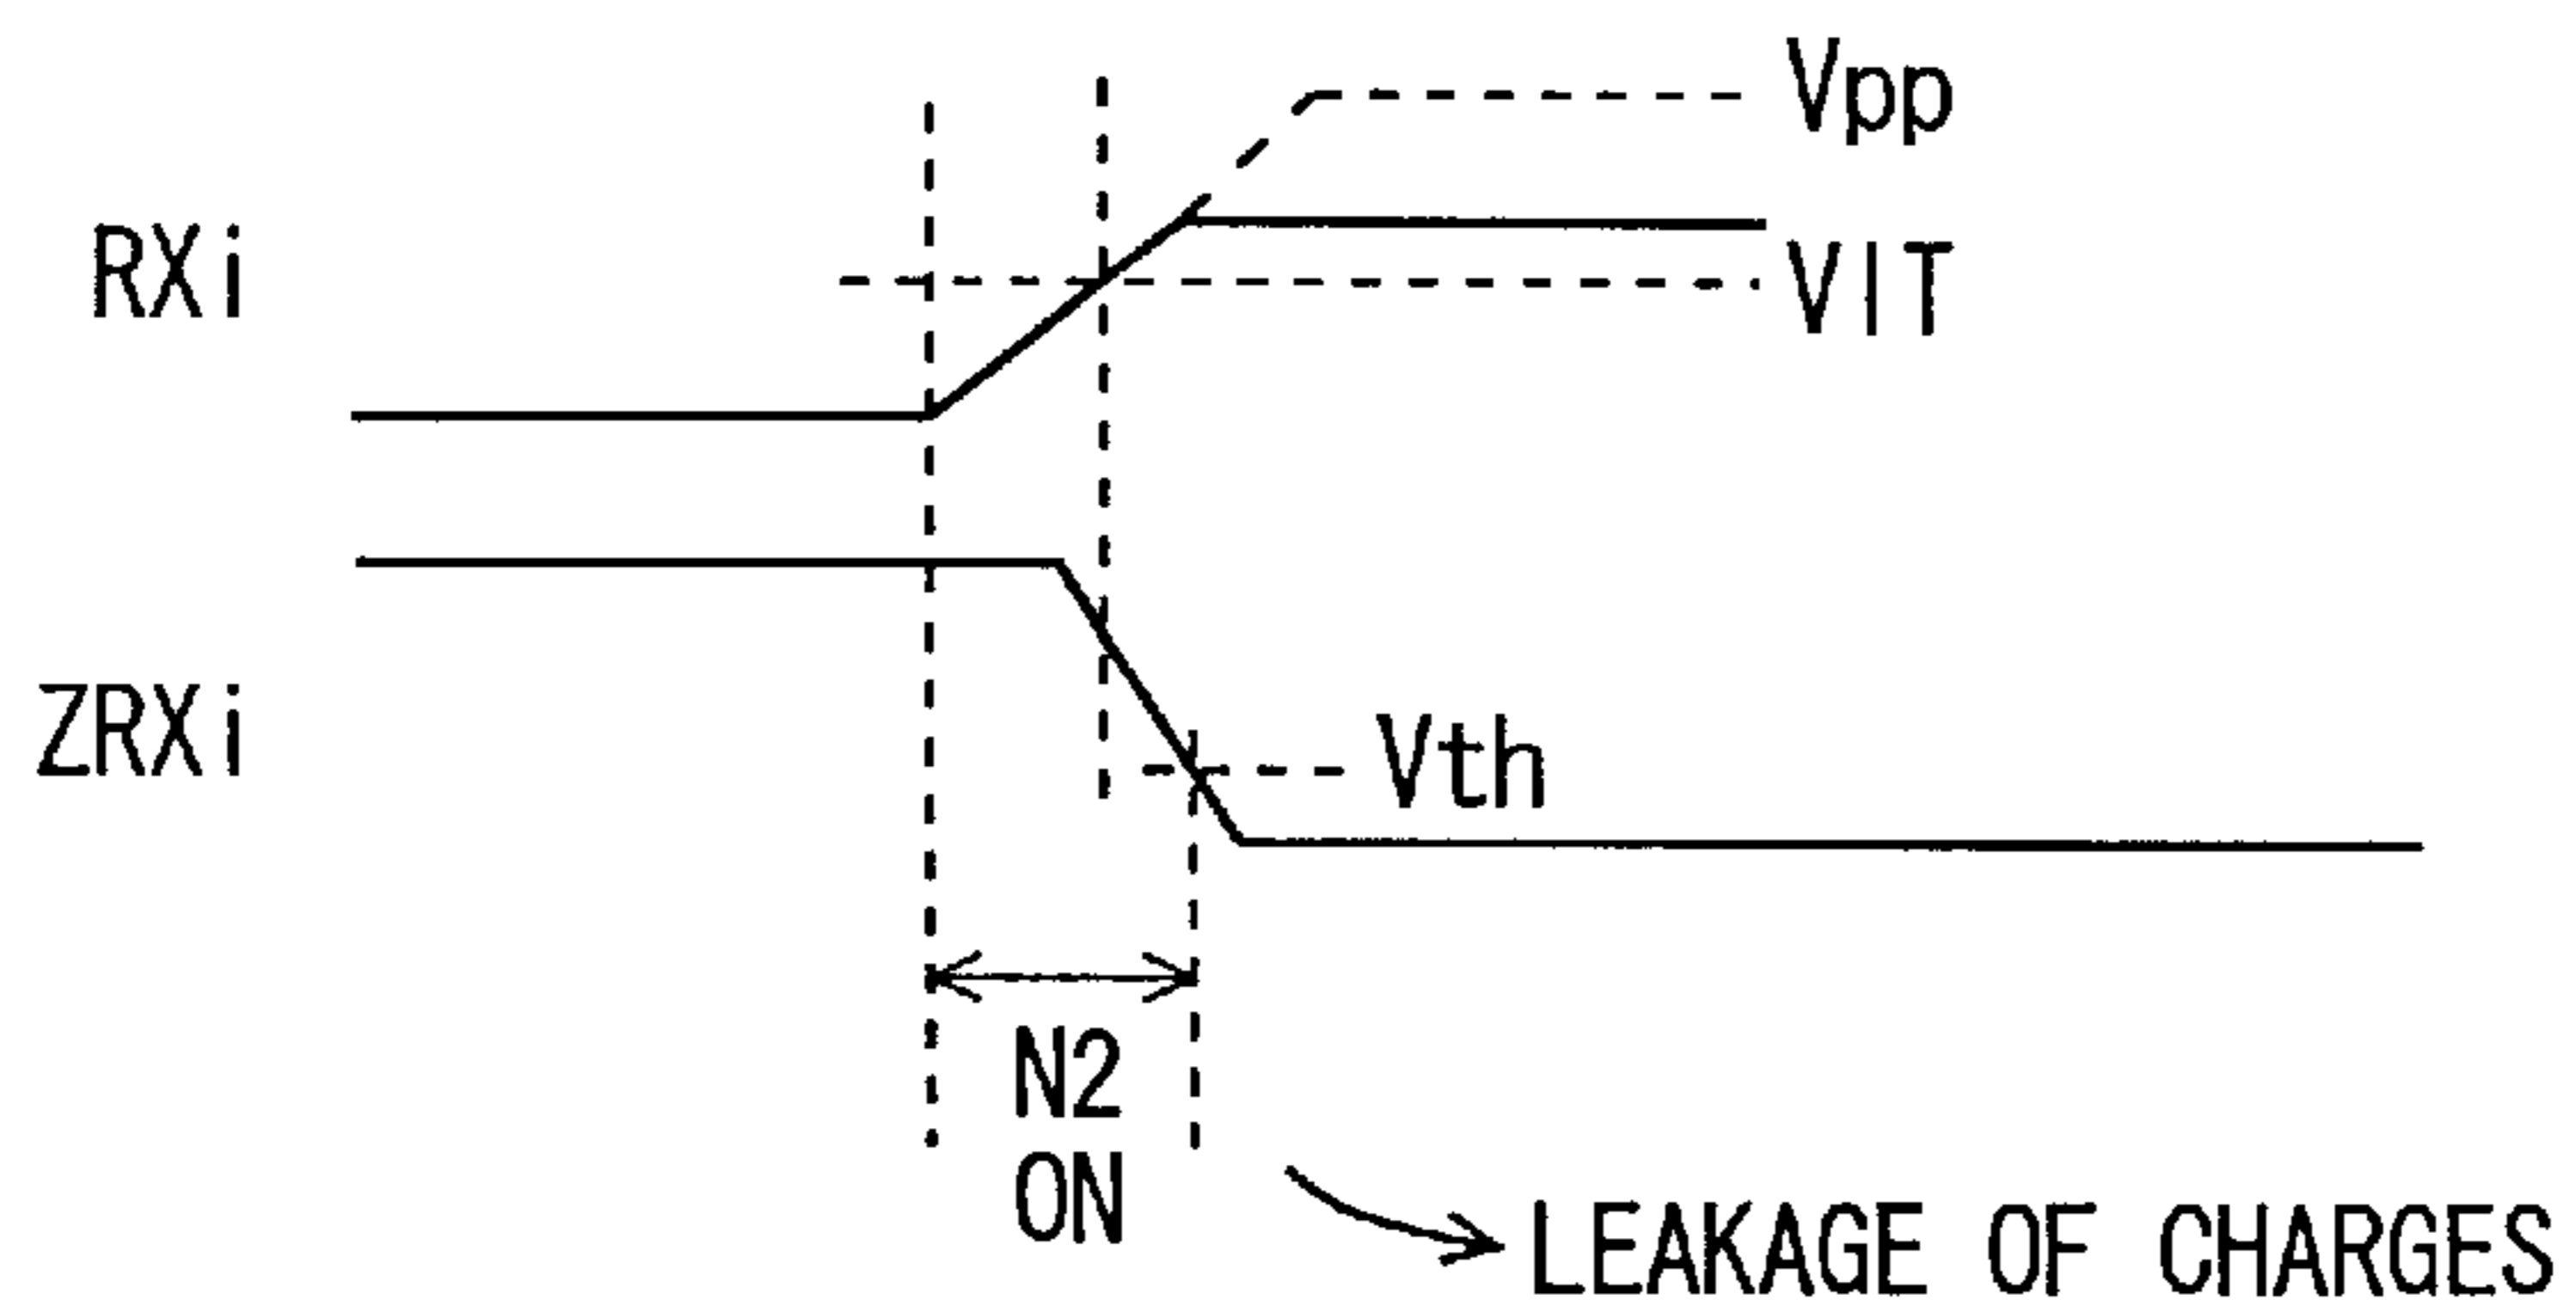 Vpp
RXi
VIT
ZRXi
Vth
N2
ON
LEAKAGE OF CHARGES